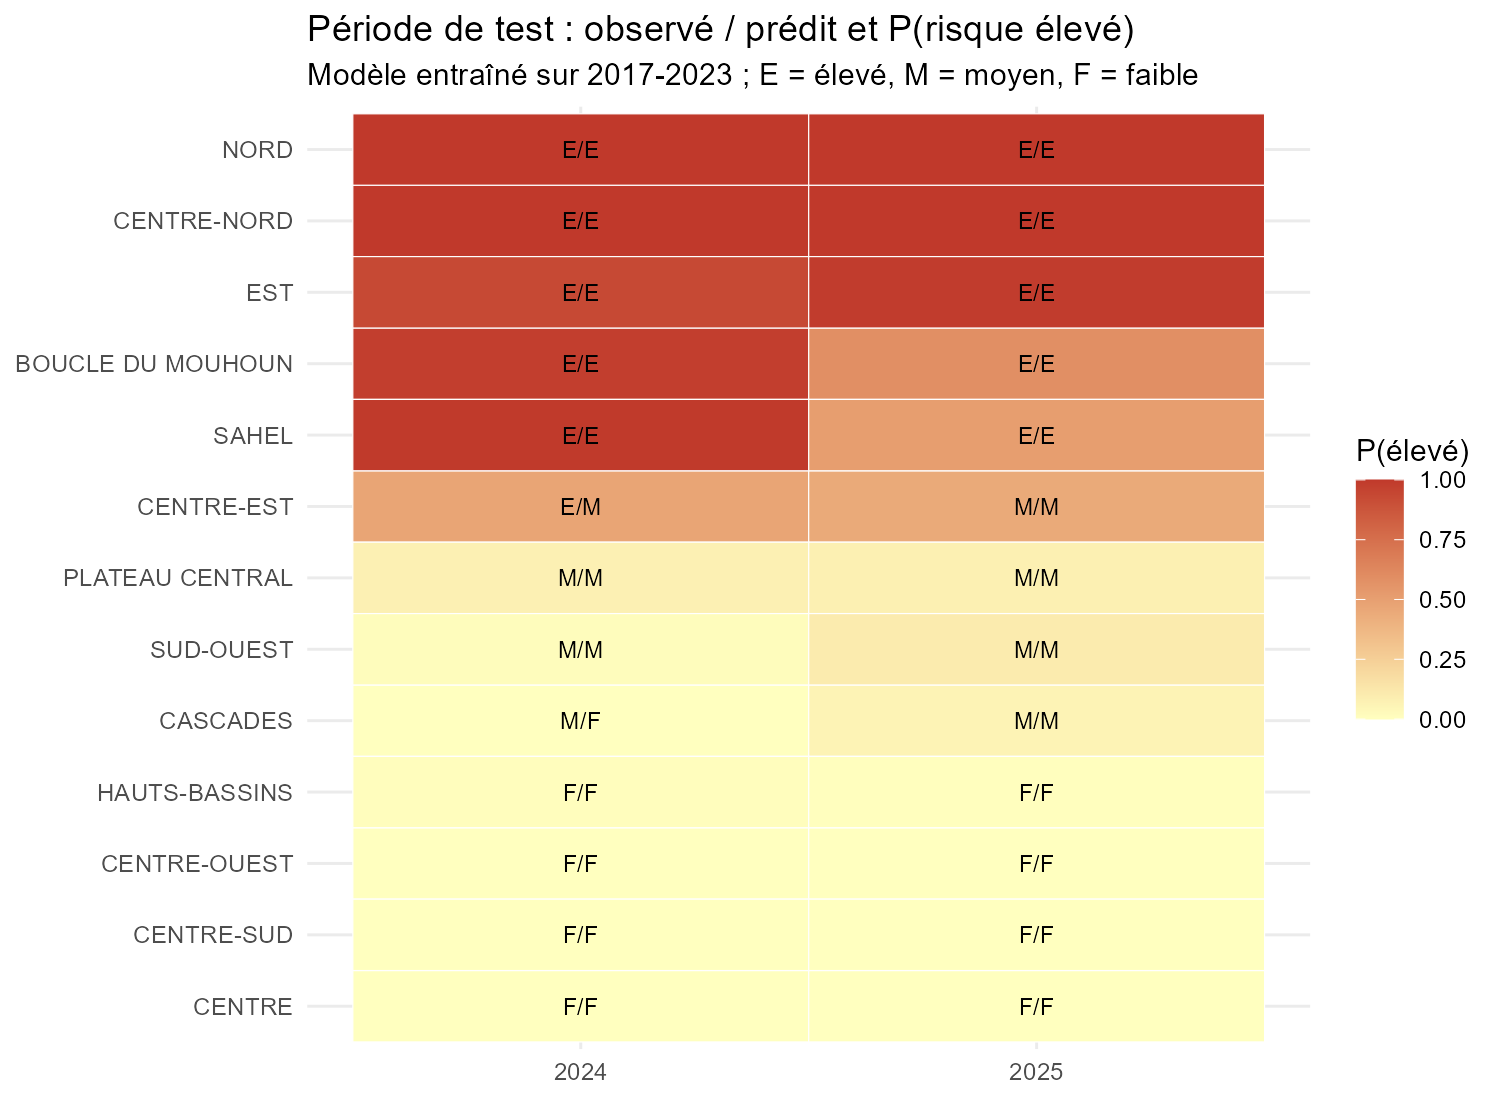 Période de test : observé / prédit et P(risque élevé)
Modèle entraîné sur 2017-2023 ; E = élevé, M = moyen, F = faible
NORD E/E E/E
CENTRE-NORD E/E E/E
EST E/E E/E
BOUCLE DU MOUHOUN E/E E/E
SAHEL E/E E/E
CENTRE-EST E/M M/M
PLATEAU CENTRAL M/M M/M
SUD-OUEST M/M M/M
CASCADES M/F M/M
HAUTS-BASSINS F/F F/F
CENTRE-OUEST F/F F/F
CENTRE-SUD F/F F/F
CENTRE F/F F/F
2024 2025
P(élevé)
1.00
0.75
0.50
0.25
0.00